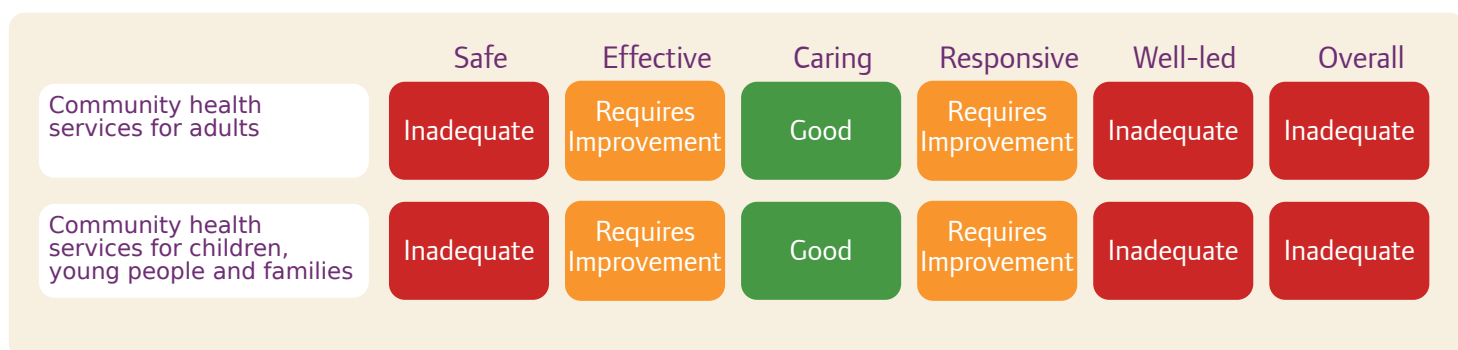 Safe Effective Caring Responsive Well-led Overall
Community health
services for adults
Inadequate
Requires
Improvement
Good
Requires
Improvement
Inadequate
Inadequate
Community health
services for children,
young people and families
Inadequate
Requires
Improvement
Good
Requires
Improvement
Inadequate
Inadequate